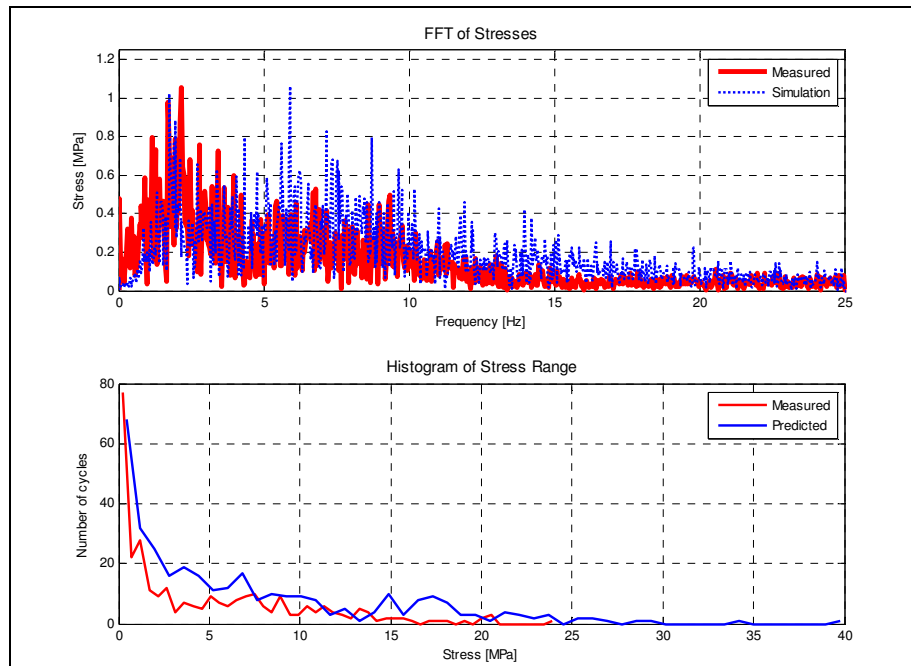 FFT of Stresses
1.2
1
0.8
0.6
0.4
0.2
0
Stress [MPa]
Measured
Simulation
0 5 10 15 20 25
Frequency [Hz]
Histogram of Stress Range
80
60
40
20
0
Number of cycles
Measured
Predicted
0 5 10 15 20 25 30 35 40
Stress [MPa]